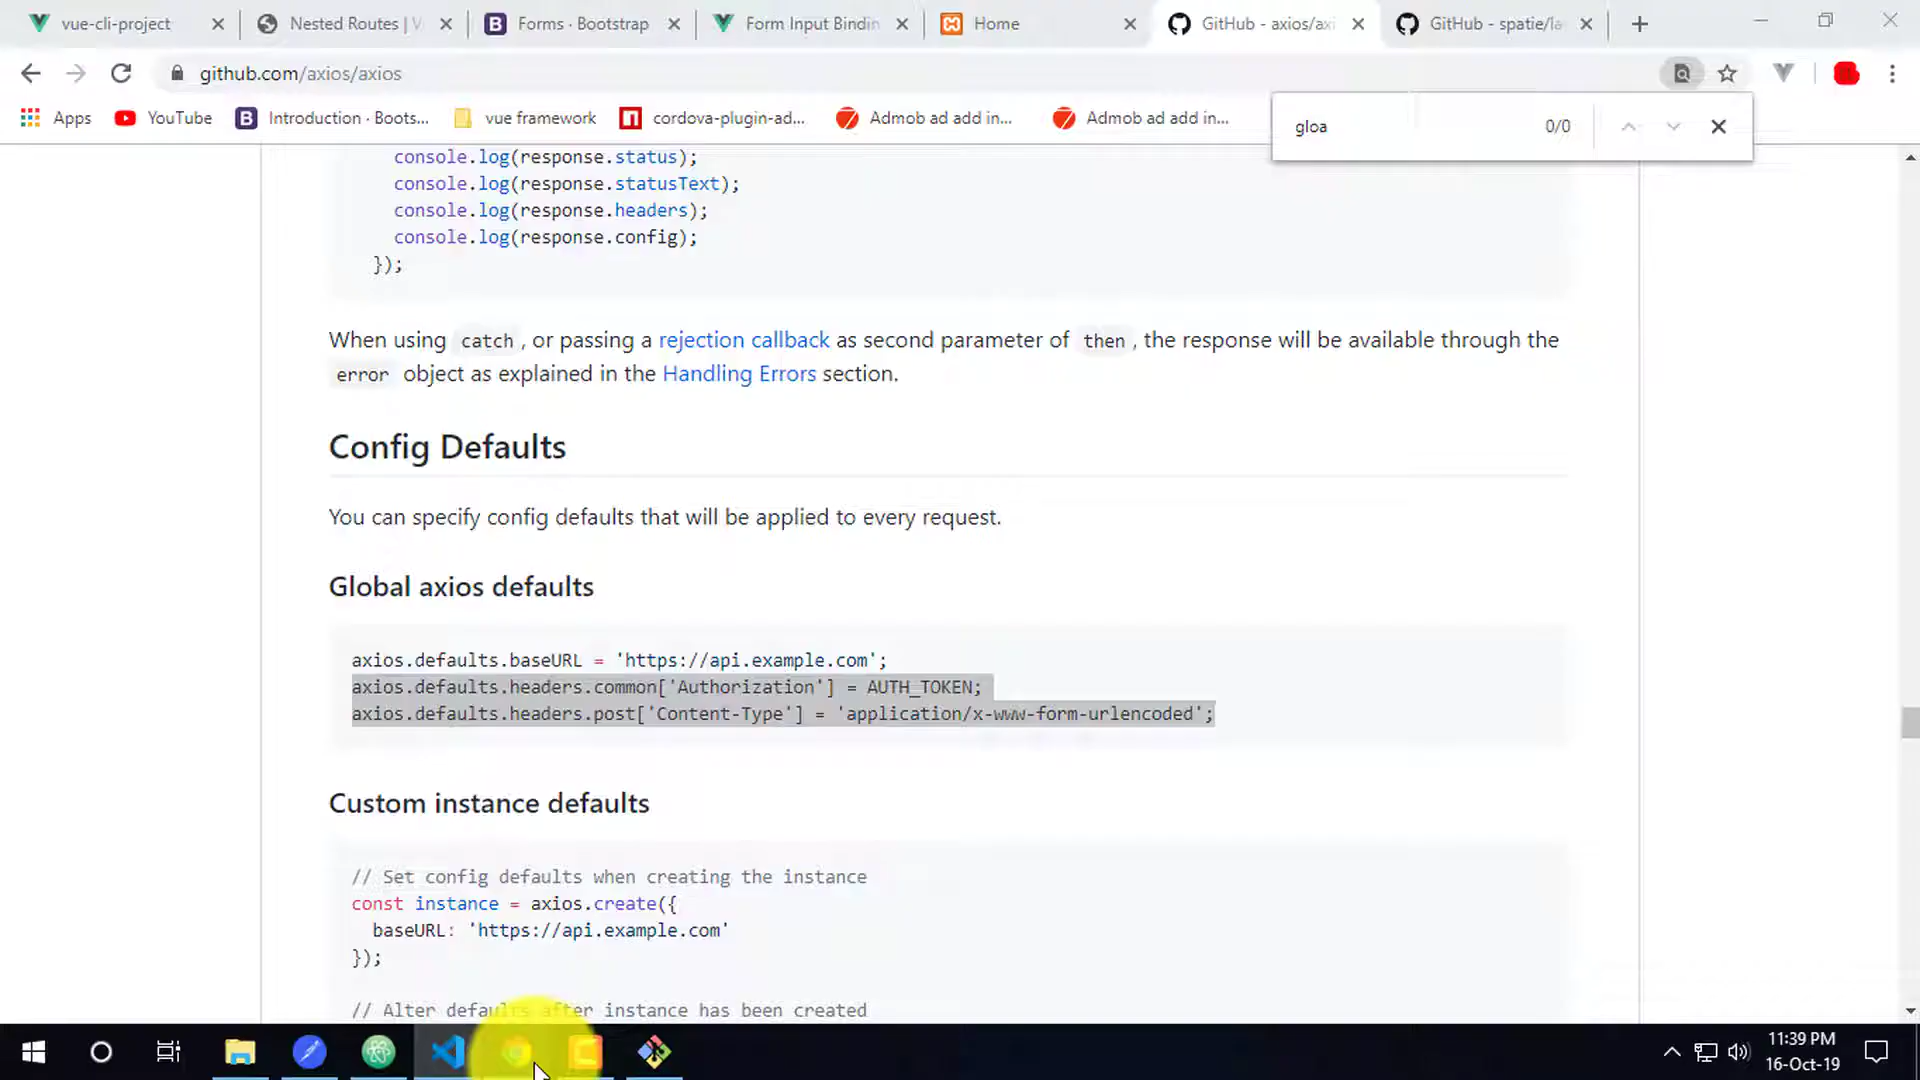 vue-cli-project
Nested Routes | V
Forms · Bootstrap
Form Input Bindin
Home
GitHub - axios/axi
GitHub - spatie/la
github.com/axios/axios
Apps
YouTube
Introduction · Boots...
vue framework
cordova-plugin-ad...
Admob ad add in...
Admob ad add in...
gloa
0/0
console.log(response.status);
console.log(response.statusText);
console.log(response.headers);
console.log(response.config);
});
When using catch , or passing a rejection callback as second parameter of then , the response will be available through the
error object as explained in the Handling Errors section.
Config Defaults
You can specify config defaults that will be applied to every request.
Global axios defaults
axios.defaults.baseURL = 'https://api.example.com';
axios.defaults.headers.common['Authorization'] = AUTH_TOKEN;
axios.defaults.headers.post['Content-Type'] = 'application/x-www-form-urlencoded';
Custom instance defaults
// Set config defaults when creating the instance
const instance = axios.create({
baseURL: 'https://api.example.com'
});
// Alter defaults after instance has been created
11:39 PM
16-Oct-19